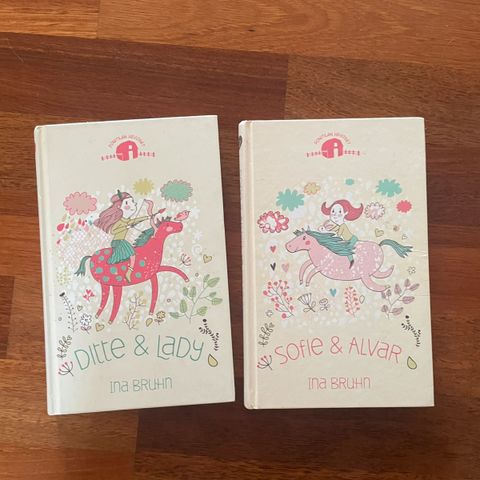 Ditte & Lady
Ina Bruhn
Sofie & Alvar
Ina Bruhn